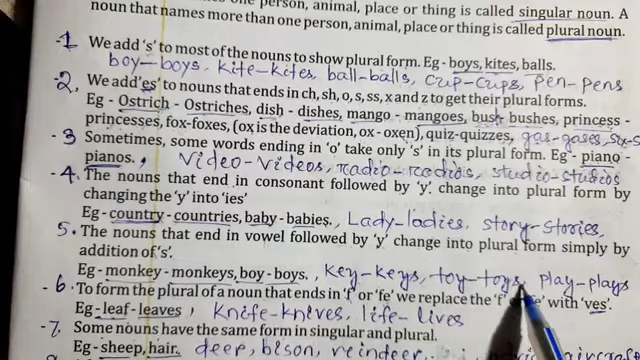 one person, animal, place or thing is called singular noun. A
noun that names more than one person, animal, place or thing is called plural noun.
-1 We add 's' to most of the nouns to show plural form. Eg - boys, kites, balls.
boy-boys, Kite-Kites, ball-balls, cup-cups, pen-pens
-2, We add 'es' to nouns that ends in ch, sh, o, s, ss, x and z to get their plural forms.
Eg - Ostrich - Ostriches, dish - dishes, mango - mangoes, bush- bushes, princess -
princesses, fox-foxes, (ox is the deviation, ox - oxen), quiz-quizzes, gas-gases,
-3 Sometimes, some words ending in 'o' take only 's' in its plural form. Eg - piano -
pianos. , Video-Videos, radio-radios, studio-studios
-4. The nouns that end in consonant followed by 'y' change into plural form by
changing the 'y' into 'ies'
Eg - country - countries, baby - babies. , Lady-ladies, story-stories,
5. The nouns that end in vowel followed by 'y' change into plural form simply by
addition of 's'.
Eg - monkey - monkeys, boy - boys. , Key-keys, toy-toys, play-plays
-6 To form the plural of a noun that ends in 'f' or 'fe' we replace the 'f' with 'ves'.
Eg - leaf - leaves , Knife-knives, life-lives
-7. Some nouns have the same form in singular and plural.
Eg - sheep, hair. deep, bison, reindeer,